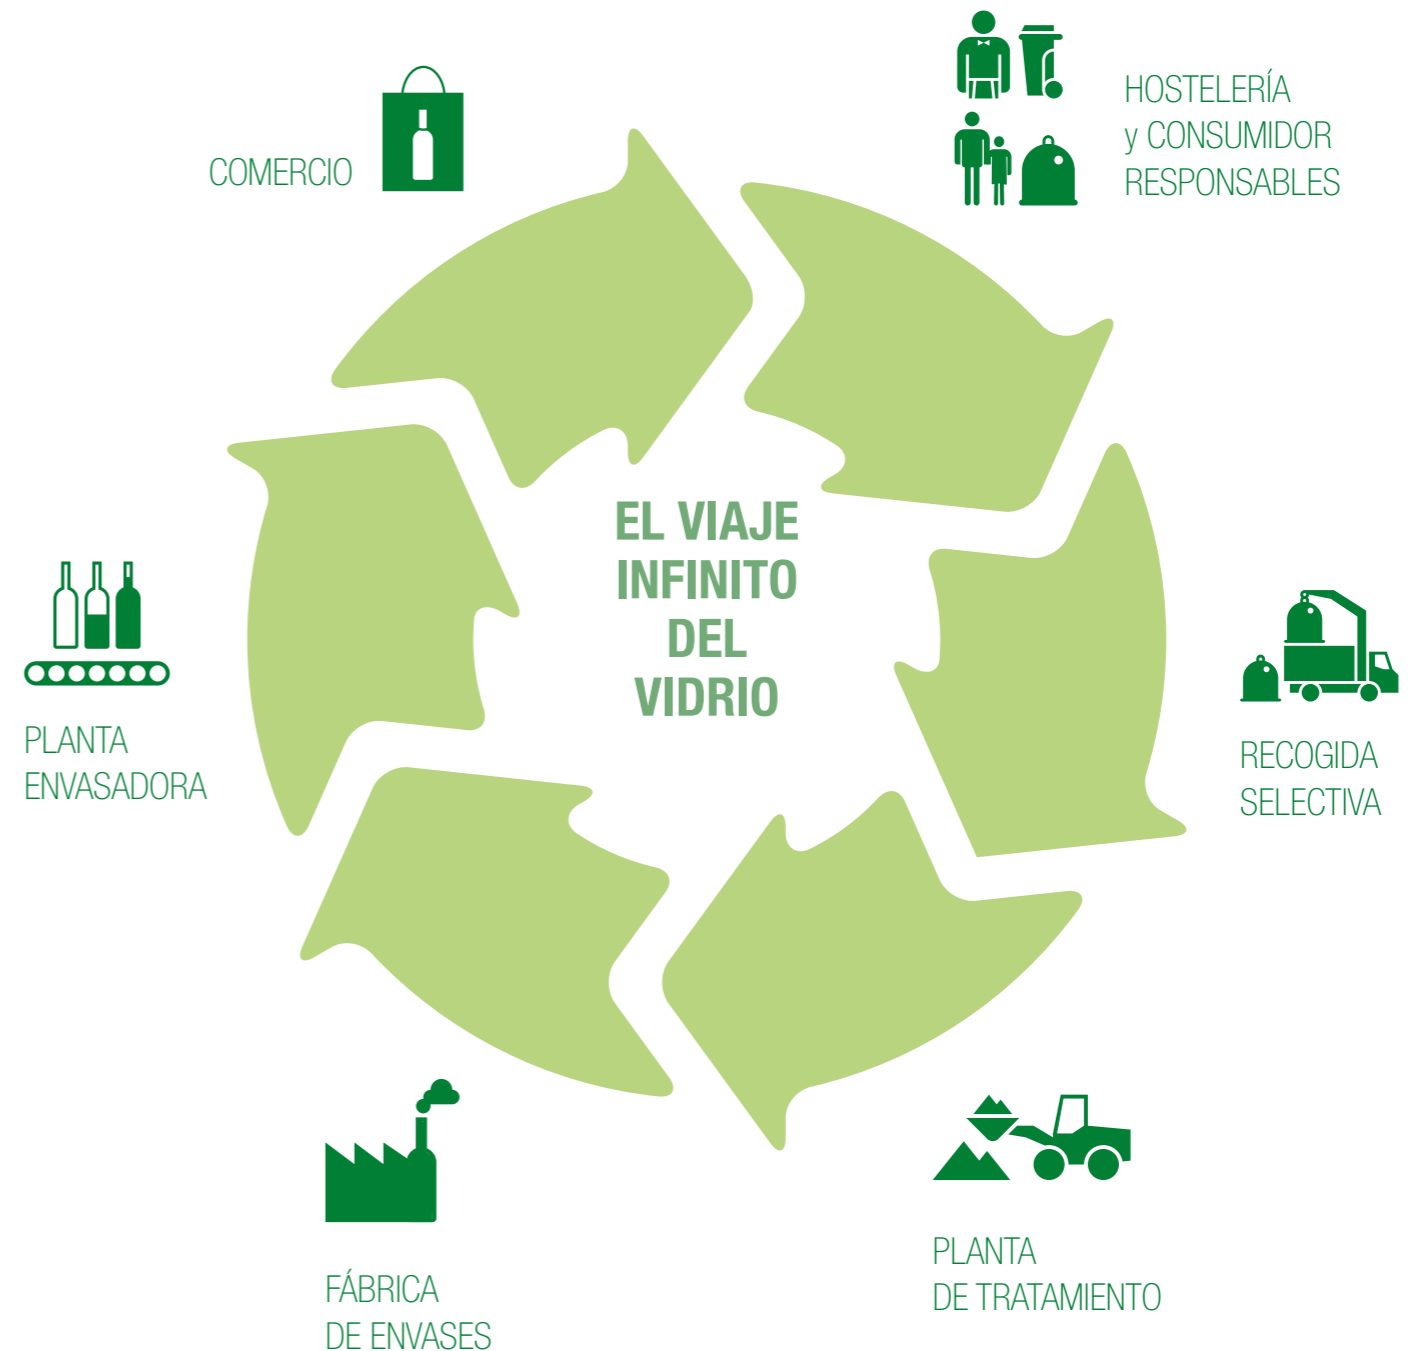 HOSTELERÍA
y CONSUMIDOR
RESPONSABLES
COMERCIO
EL VIAJE
INFINITO
DEL
VIDRIO
PLANTA
ENVASADORA
RECOGIDA
SELECTIVA
PLANTA
DE TRATAMIENTO
FÁBRICA
DE ENVASES